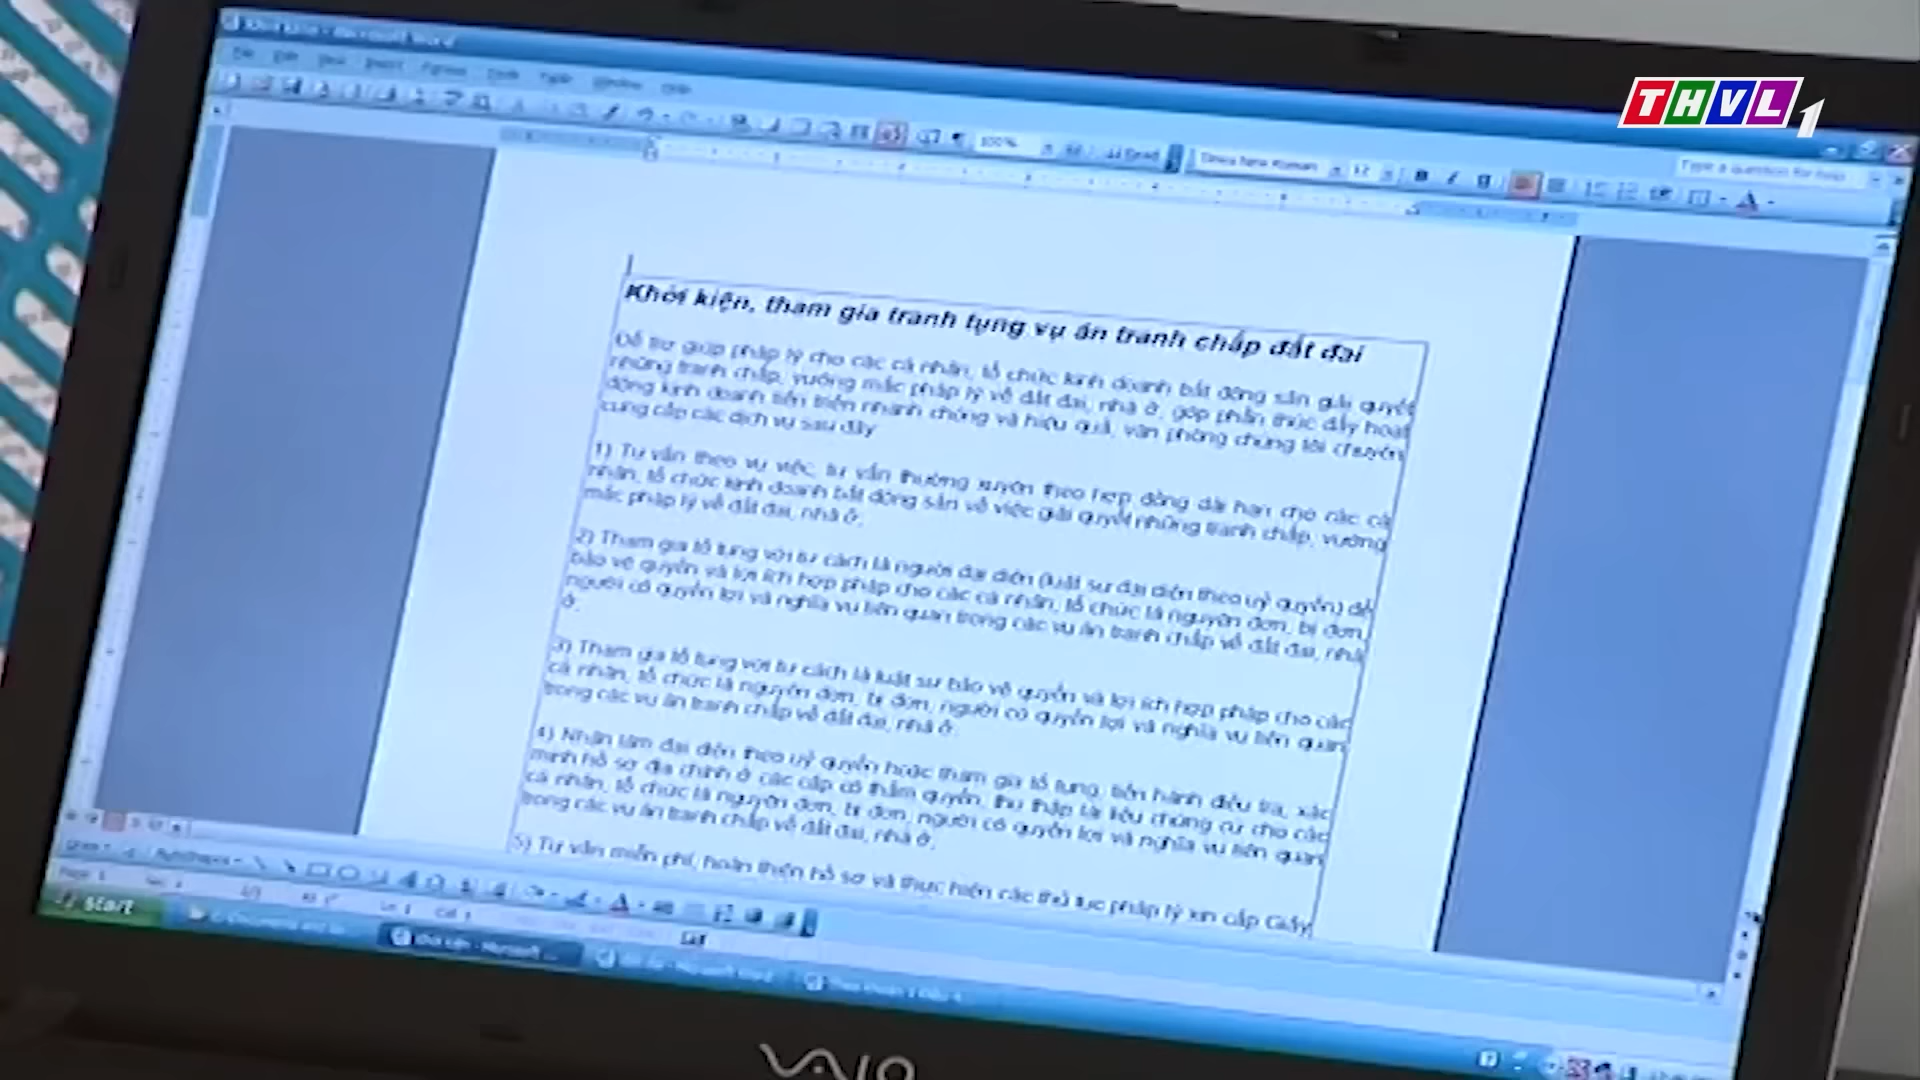 THVL1
Microsoft Word
100%
Read
Times New Roman
12
Type a question for help
Khởi kiện, tham gia tranh tụng vụ án tranh chấp đất đai
Để trợ giúp pháp lý cho các cá nhân, tổ chức kinh doanh bất động sản giải quyết
những tranh chấp, vướng mắc pháp lý về đất đai, nhà ở, góp phần thúc đẩy hoạt
động kinh doanh tiến triển nhanh chóng và hiệu quả, văn phòng chúng tôi chuyên
cung cấp các dịch vụ sau đây
1) Tư vấn theo vụ việc, tư vấn thường xuyên theo hợp đồng dài hạn cho các cá
nhân, tổ chức kinh doanh bất động sản về việc giải quyết những tranh chấp, vướng
mắc pháp lý về đất đai, nhà ở;
2) Tham gia tố tụng với tư cách là người đại diện (luật sư đại diện theo uỷ quyền) để
bảo vệ quyền và lợi ích hợp pháp cho các cá nhân, tổ chức là nguyên đơn, bị đơn,
người có quyền lợi và nghĩa vụ liên quan trong các vụ án tranh chấp về đất đai, nhà
ở;
3) Tham gia tố tụng với tư cách là luật sư bảo vệ quyền và lợi ích hợp pháp cho các
cá nhân, tổ chức là nguyên đơn, bị đơn, người có quyền lợi và nghĩa vụ liên quan
trong các vụ án tranh chấp về đất đai, nhà ở;
4) Nhận làm đại diện theo uỷ quyền hoặc tham gia tố tụng, tiến hành điều tra, xác
minh hồ sơ địa chính ở các cấp có thẩm quyền, thu thập tài liệu chứng cứ cho các
cá nhân, tổ chức là nguyên đơn, bị đơn, người có quyền lợi và nghĩa vụ liên quan
trong các vụ án tranh chấp về đất đai, nhà ở;
5) Tư vấn miễn phí, hoàn thiện hồ sơ và thực hiện các thủ tục pháp lý xin cấp Giấy
start
VAIO